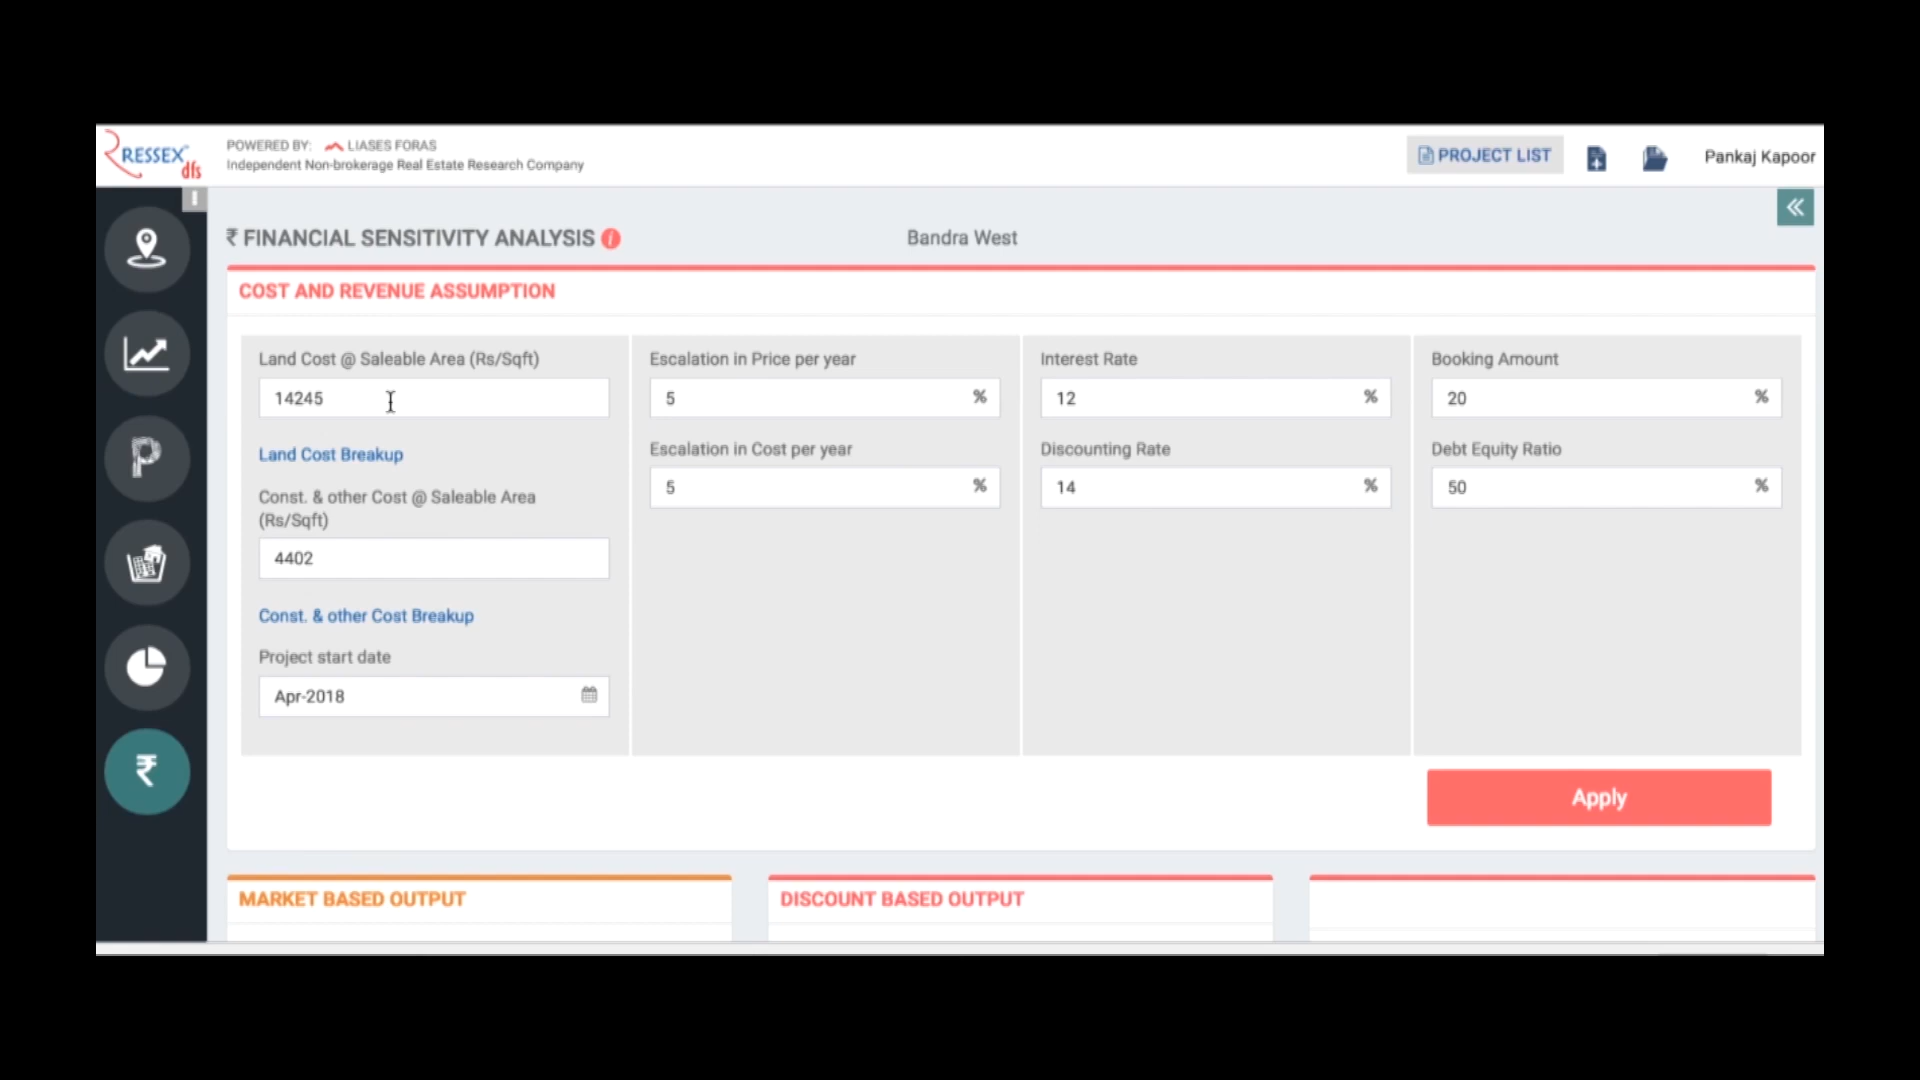 RESSEX dfs
POWERED BY: LIASES FORAS
Independent Non-brokerage Real Estate Research Company
PROJECT LIST
Pankaj Kapoor
₹ FINANCIAL SENSITIVITY ANALYSIS i
Bandra West
COST AND REVENUE ASSUMPTION
Land Cost @ Saleable Area (Rs/Sqft)
14245
Land Cost Breakup
Const. & other Cost @ Saleable Area
(Rs/Sqft)
4402
Const. & other Cost Breakup
Project start date
Apr-2018
Escalation in Price per year
5 %
Escalation in Cost per year
5 %
Interest Rate
12 %
Discounting Rate
14 %
Booking Amount
20 %
Debt Equity Ratio
50 %
Apply
P
₹
MARKET BASED OUTPUT
DISCOUNT BASED OUTPUT